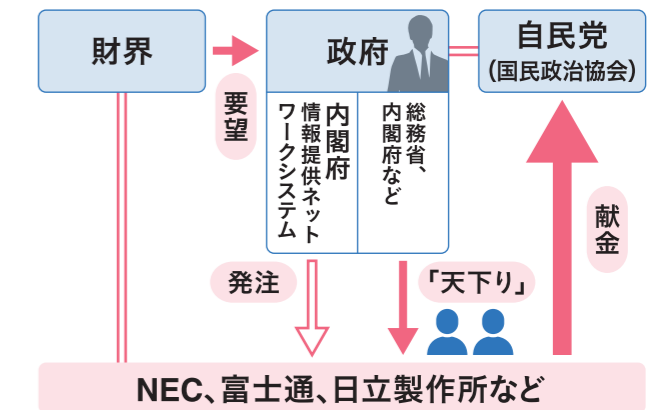 財界
要望
政府
内閣府
情報提供ネット
ワークシステム
総務省、
内閣府など
自民党
（国民政治協会）
発注
「天下り」
献金
NEC、富士通、日立製作所など